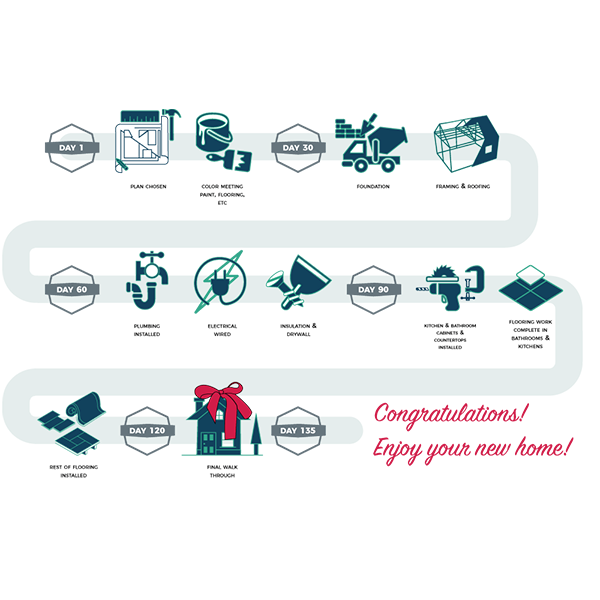 DAY 1
PLAN CHOSEN
COLOR MEETING
PAINT, FLOORING,
ETC
DAY 30
FOUNDATION
FRAMING & ROOFING
DAY 60
PLUMBING
INSTALLED
ELECTRICAL
WIRED
INSULATION &
DRYWALL
DAY 90
KITCHEN & BATHROOM
CABINETS &
COUNTERTOPS
INSTALLED
FLOORING WORK
COMPLETE IN
BATHROOMS &
KITCHENS
REST OF FLOORING
INSTALLED
DAY 120
FINAL WALK
THROUGH
DAY 135
Congratulations!
Enjoy your new home!